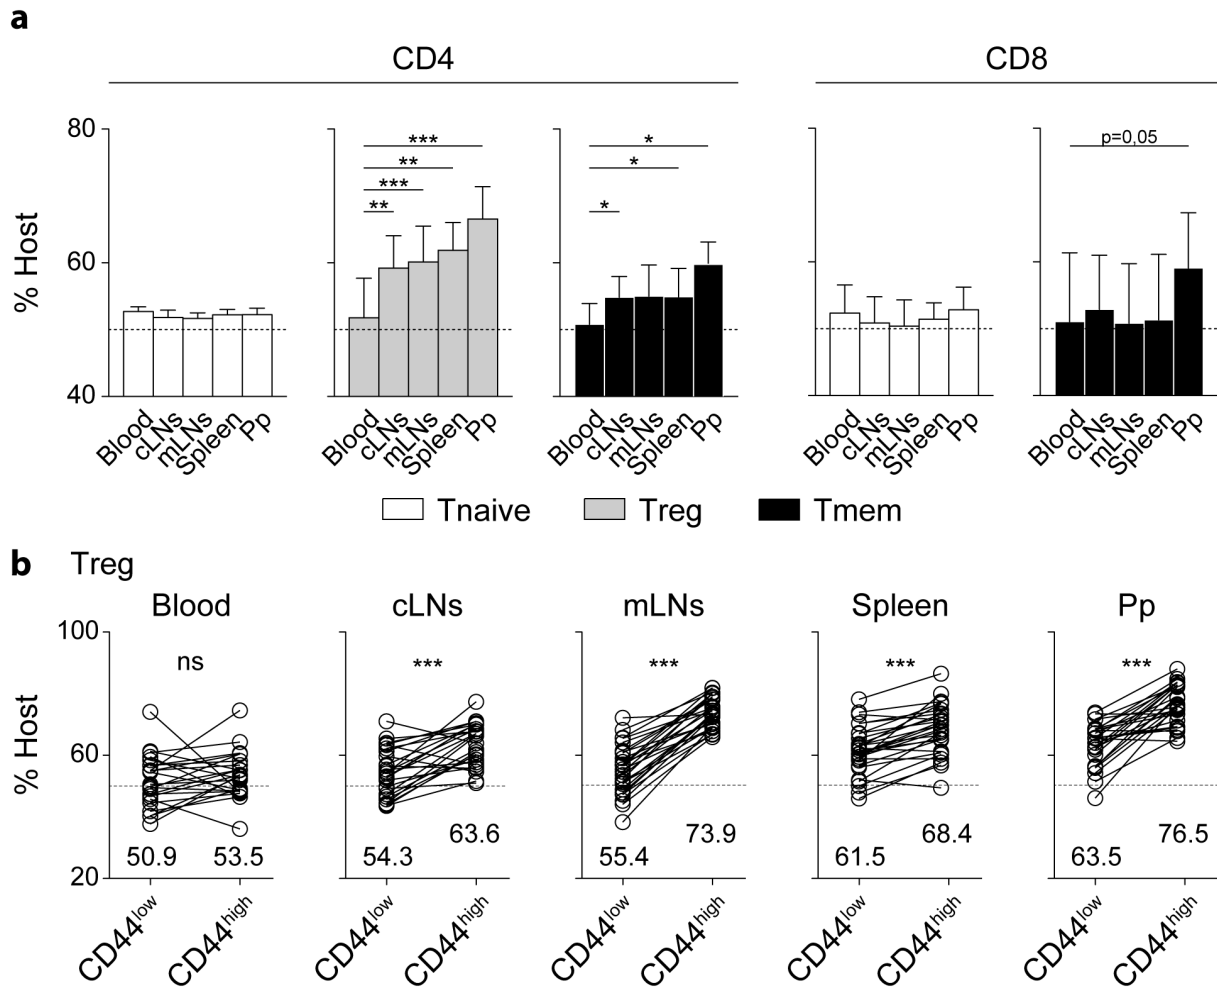 a
CD4
CD8
% Host
80
60
40
***
**
***
**
*
*
*
p=0,05
Blood
cLNs
mLNs
Spleen
Pp
Blood
cLNs
mLNs
Spleen
Pp
Blood
cLNs
mLNs
Spleen
Pp
Blood
cLNs
mLNs
Spleen
Pp
Blood
cLNs
mLNs
Spleen
Pp
Tnaive
Treg
Tmem
b
Treg
Blood
cLNs
mLNs
Spleen
Pp
% Host
100
60
20
ns
***
***
***
***
50.9
53.5
54.3
63.6
55.4
73.9
61.5
68.4
63.5
76.5
CD44low
CD44high
CD44low
CD44high
CD44low
CD44high
CD44low
CD44high
CD44low
CD44high